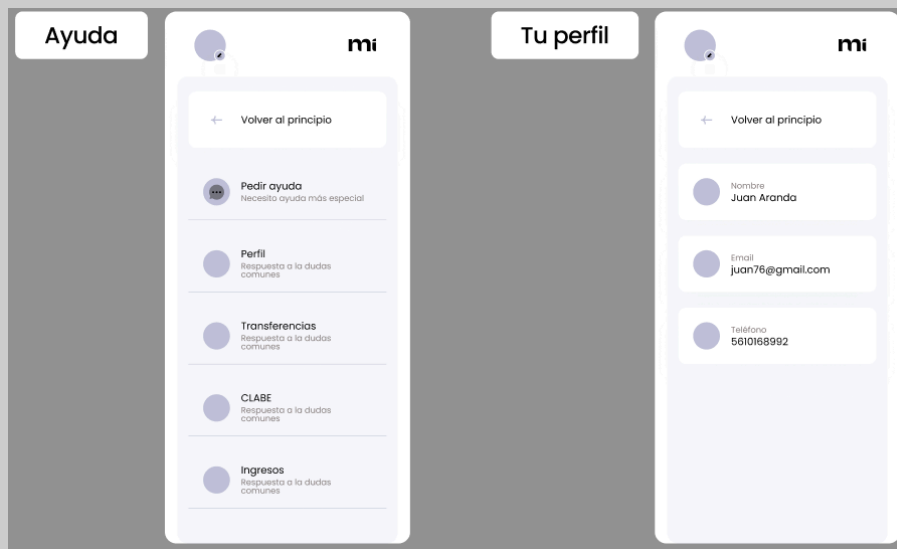 Ayuda
mi
Volver al principio
Pedir ayuda
Necesito ayuda más especial
Perfil
Respuesta a la dudas
comunes
Transferencias
Respuesta a la dudas
comunes
CLABE
Respuesta a la dudas
comunes
Ingresos
Respuesta a la dudas
comunes
Tu perfil
mi
Volver al principio
Nombre
Juan Aranda
Email
juan76@gmail.com
Teléfono
5610168992